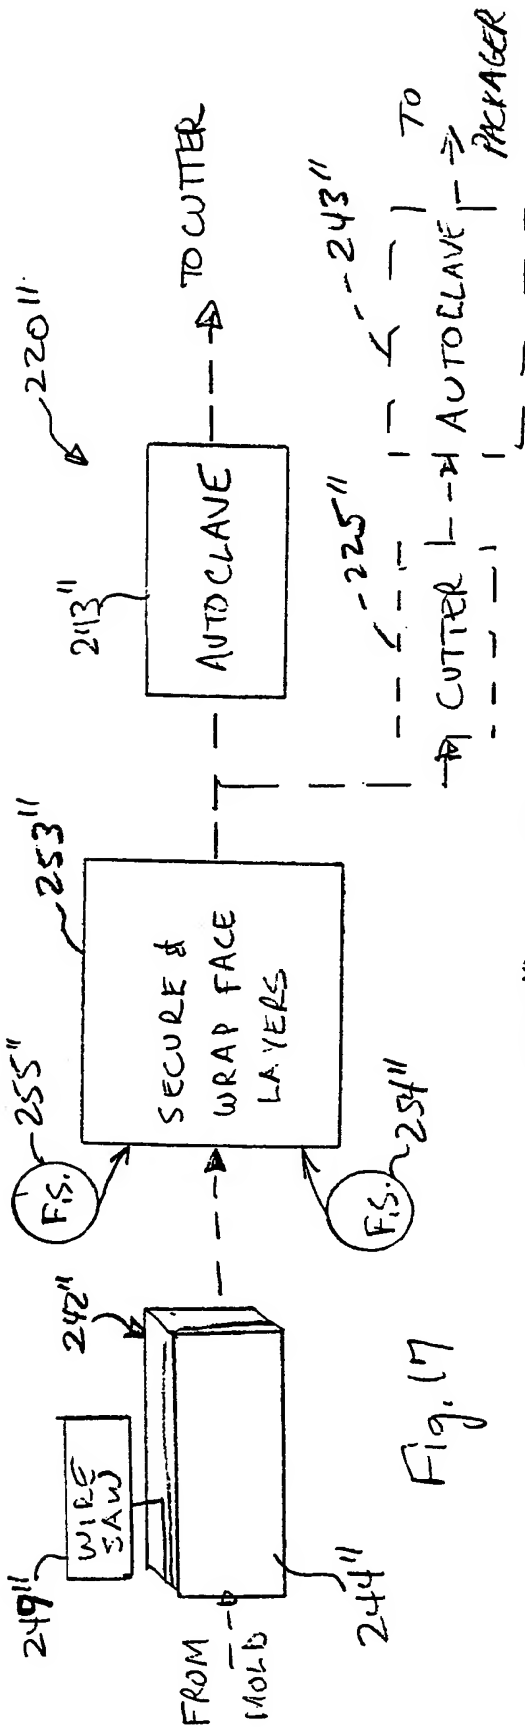 220"
249"
WIRE
SAW
242"
FROM
MOLD
244"
255"
F.S.
253"
SECURE &
WRAP FACE
LAYERS
F.S.
254"
243"
AUTOCLAVE
TO CUTTER
225"
CUTTER
243"
AUTOCLAVE
TO
PACKAGER
Fig. 17